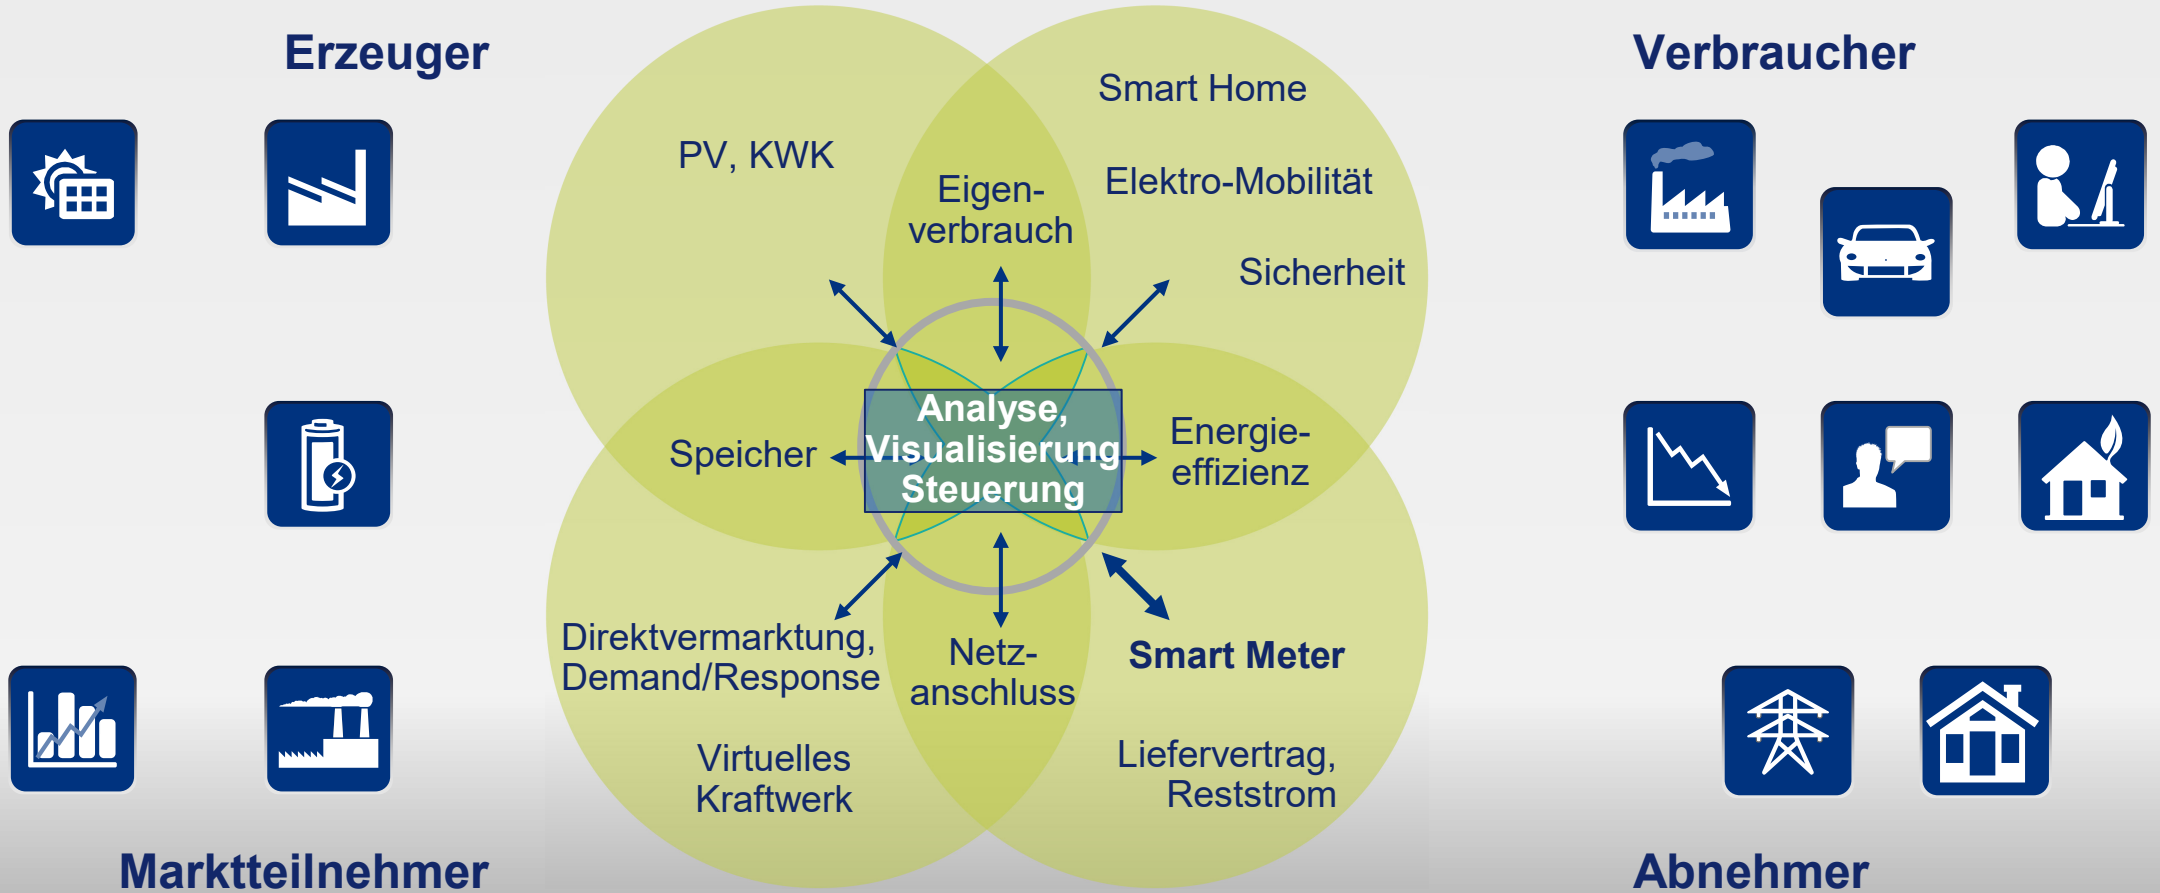 Erzeuger
Verbraucher
Smart Home
PV, KWK
Eigen-
verbrauch
Elektro-Mobilität
Sicherheit
Speicher
Analyse,
Visualisierung
Steuerung
Energie-
effizienz
Direktvermarktung,
Demand/Response
Netz-
anschluss
Smart Meter
Virtuelles
Kraftwerk
Liefervertrag,
Reststrom
Marktteilnehmer
Abnehmer